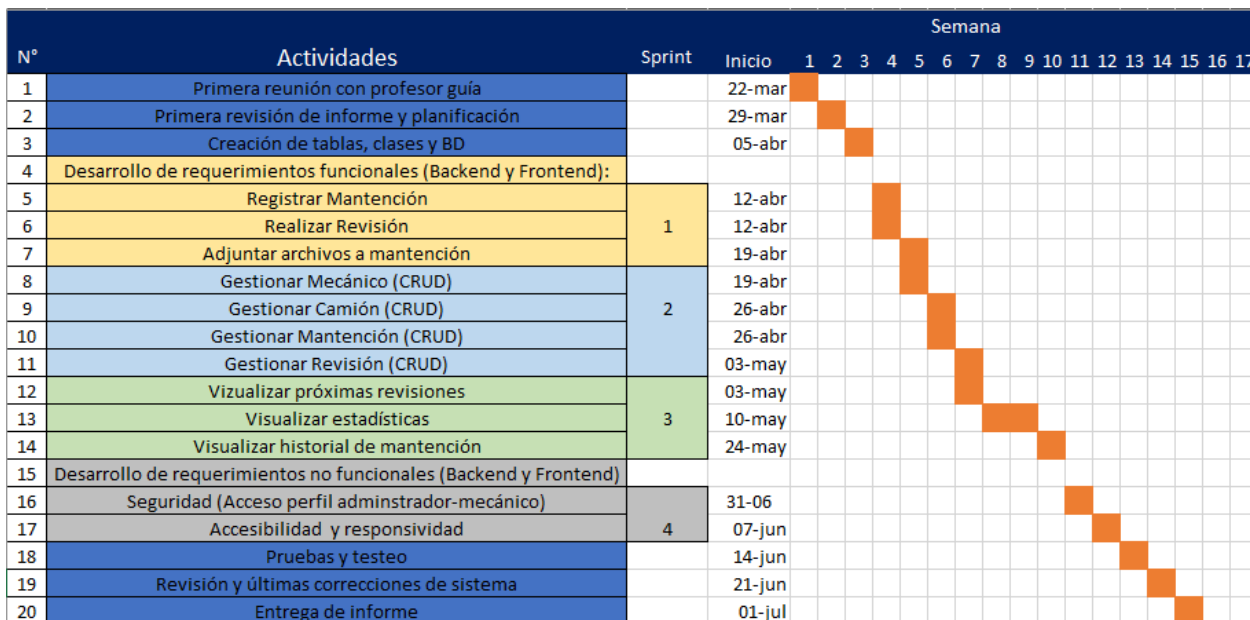 Semana
N° Actividades Sprint Inicio 1 2 3 4 5 6 7 8 9 10 11 12 13 14 15 16 17
1 Primera reunión con profesor guía 22-mar
2 Primera revisión de informe y planificación 29-mar
3 Creación de tablas, clases y BD 05-abr
4 Desarrollo de requerimientos funcionales (Backend y Frontend):
5 Registrar Mantención 12-abr
6 Realizar Revisión 1 12-abr
7 Adjuntar archivos a mantención 19-abr
8 Gestionar Mecánico (CRUD) 19-abr
9 Gestionar Camión (CRUD) 2 26-abr
10 Gestionar Mantención (CRUD) 26-abr
11 Gestionar Revisión (CRUD) 03-may
12 Vizualizar próximas revisiones 03-may
13 Visualizar estadísticas 3 10-may
14 Visualizar historial de mantención 24-may
15 Desarrollo de requerimientos no funcionales (Backend y Frontend)
16 Seguridad (Acceso perfil adminstrador-mecánico) 31-06
17 Accesibilidad y responsividad 4 07-jun
18 Pruebas y testeo 14-jun
19 Revisión y últimas correcciones de sistema 21-jun
20 Entrega de informe 01-jul